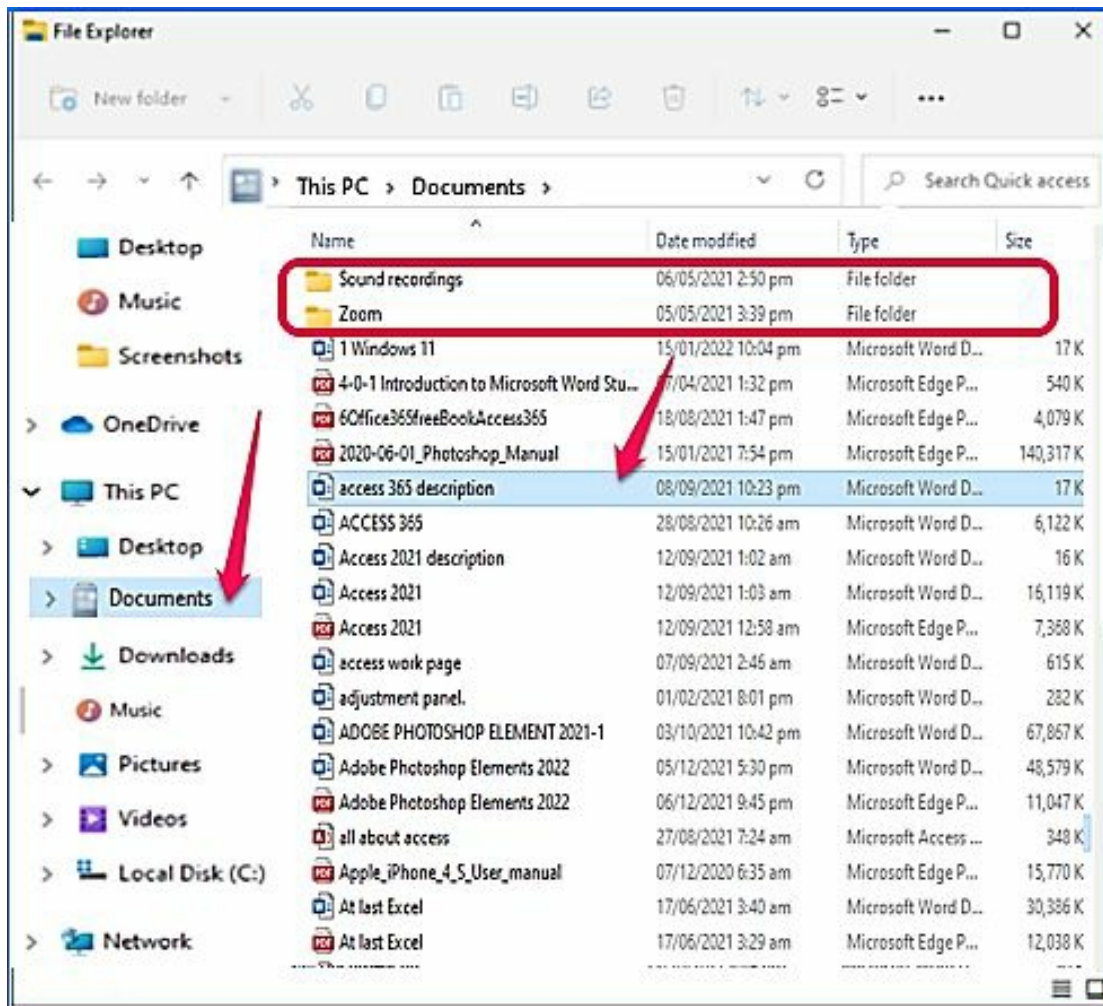 File Explorer
New folder
This PC > Documents >
Search Quick access
Desktop
Music
Screenshots
OneDrive
This PC
Desktop
Documents
Downloads
Music
Pictures
Videos
Local Disk (C:)
Network
Name Date modified Type Size
Sound recordings 06/05/2021 2:50 pm File folder
Zoom 05/05/2021 3:39 pm File folder
1 Windows 11 15/01/2022 10:04 pm Microsoft Word D... 17 K
4-0-1 Introduction to Microsoft Word Stu... 07/04/2021 1:32 pm Microsoft Edge P... 540 K
6Office365freeBookAccess365 18/08/2021 1:47 pm Microsoft Edge P... 4,079 K
2020-06-01_Photoshop_Manual 15/01/2021 7:54 pm Microsoft Edge P... 140,317 K
access 365 description 08/09/2021 10:23 pm Microsoft Word D... 17 K
ACCESS 365 28/08/2021 10:26 am Microsoft Word D... 6,122 K
Access 2021 description 12/09/2021 1:02 am Microsoft Word D... 16 K
Access 2021 12/09/2021 1:03 am Microsoft Word D... 16,119 K
Access 2021 12/09/2021 12:58 am Microsoft Edge P... 7,368 K
access work page 07/09/2021 2:46 am Microsoft Word D... 615 K
adjustment panel. 01/02/2021 8:01 pm Microsoft Word D... 282 K
ADOBE PHOTOSHOP ELEMENT 2021-1 03/10/2021 10:42 pm Microsoft Word D... 67,867 K
Adobe Photoshop Elements 2022 05/12/2021 5:30 pm Microsoft Word D... 48,579 K
Adobe Photoshop Elements 2022 06/12/2021 9:45 pm Microsoft Edge P... 11,047 K
all about access 27/08/2021 7:24 am Microsoft Access ... 348 K
Apple_iPhone_4_S_User_manual 07/12/2020 6:35 am Microsoft Edge P... 15,770 K
At last Excel 17/06/2021 3:40 am Microsoft Word D... 30,386 K
At last Excel 17/06/2021 3:29 am Microsoft Edge P... 12,038 K